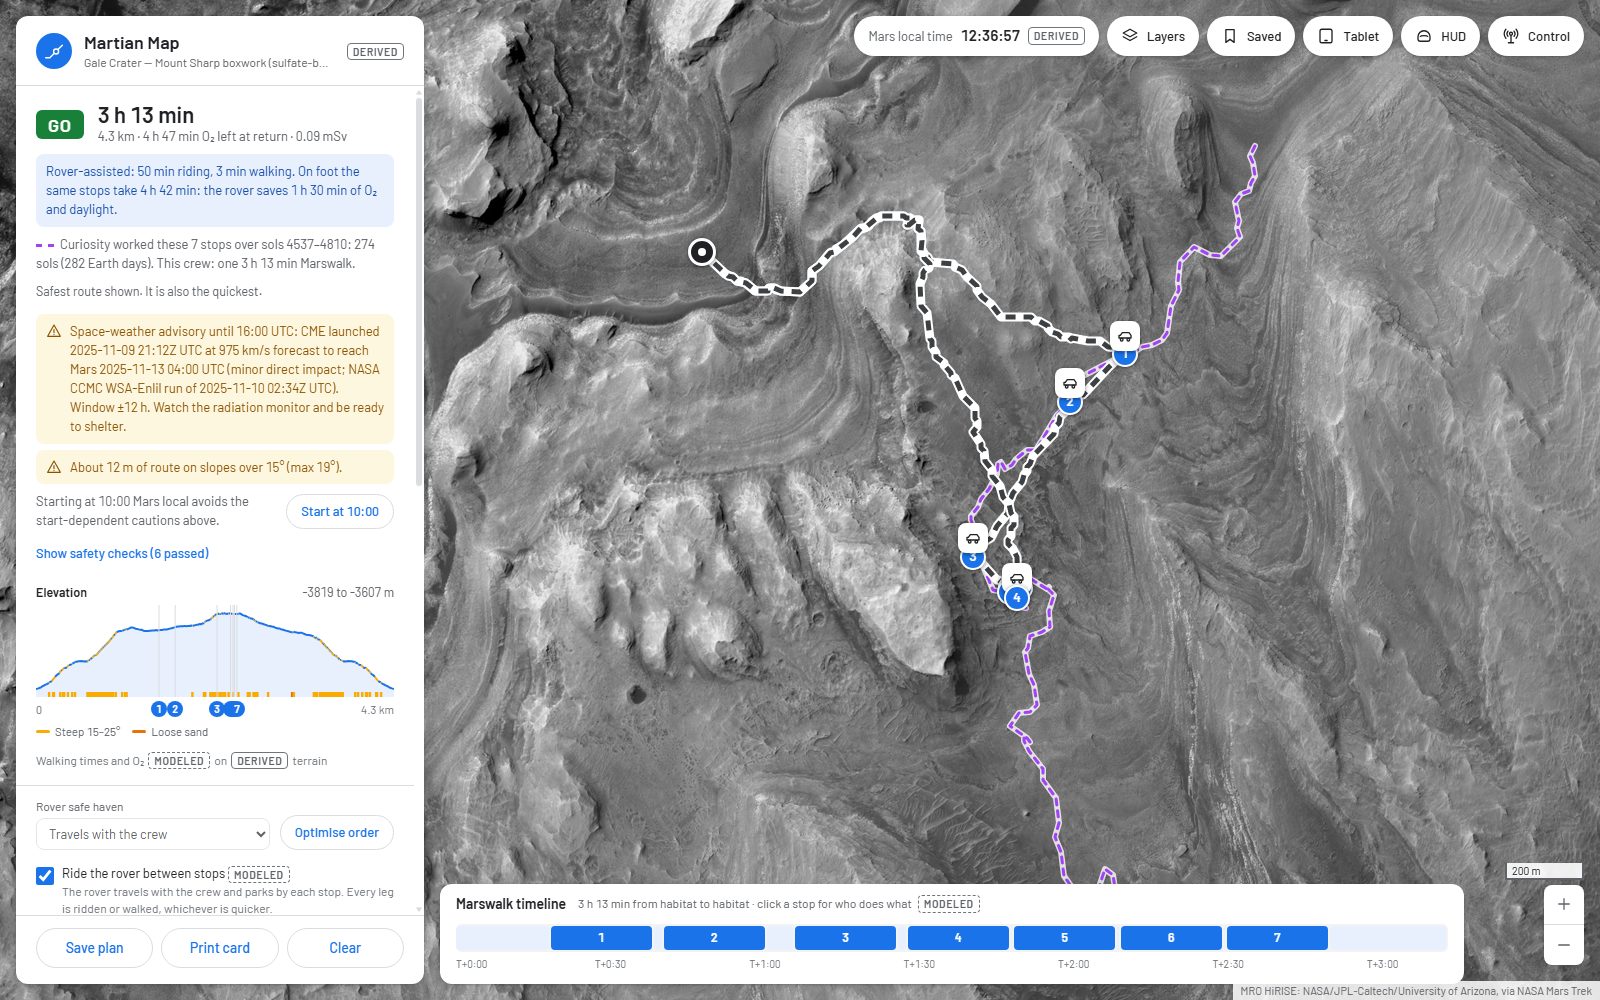 Martian Map
Gale Crater — Mount Sharp boxwork (sulfate-b...
DERIVED
GO
3 h 13 min
4.3 km · 4 h 47 min O₂ left at return · 0.09 mSv
Rover-assisted: 50 min riding, 3 min walking. On foot the
same stops take 4 h 42 min: the rover saves 1 h 30 min of O₂
and daylight.
Curiosity worked these 7 stops over sols 4537–4810: 274
sols (282 Earth days). This crew: one 3 h 13 min Marswalk.
Safest route shown. It is also the quickest.
Space-weather advisory until 16:00 UTC: CME launched
2025-11-09 21:12Z UTC at 975 km/s forecast to reach
Mars 2025-11-13 04:00 UTC (minor direct impact; NASA
CCMC WSA-Enlil run of 2025-11-10 02:34Z UTC).
Window ±12 h. Watch the radiation monitor and be ready
to shelter.
About 12 m of route on slopes over 15° (max 19°).
Starting at 10:00 Mars local avoids the
start-dependent cautions above.
Start at 10:00
Show safety checks (6 passed)
Elevation
-3819 to -3607 m
1 2 3 7
0
4.3 km
Steep 15–25°
Loose sand
Walking times and O₂ MODELED on DERIVED terrain
Rover safe haven
Travels with the crew
Optimise order
Ride the rover between stops MODELED
The rover travels with the crew and parks by each stop. Every leg
is ridden or walked, whichever is quicker.
Save plan
Print card
Clear
Mars local time 12:36:57 DERIVED
Layers
Saved
Tablet
HUD
Control
1
2
3
4
200 m
+
−
Marswalk timeline
3 h 13 min from habitat to habitat · click a stop for who does what MODELED
1 2 3 4 5 6 7
T+0:00 T+0:30 T+1:00 T+1:30 T+2:00 T+2:30 T+3:00
MRO HiRISE: NASA/JPL-Caltech/University of Arizona, via NASA Mars Trek